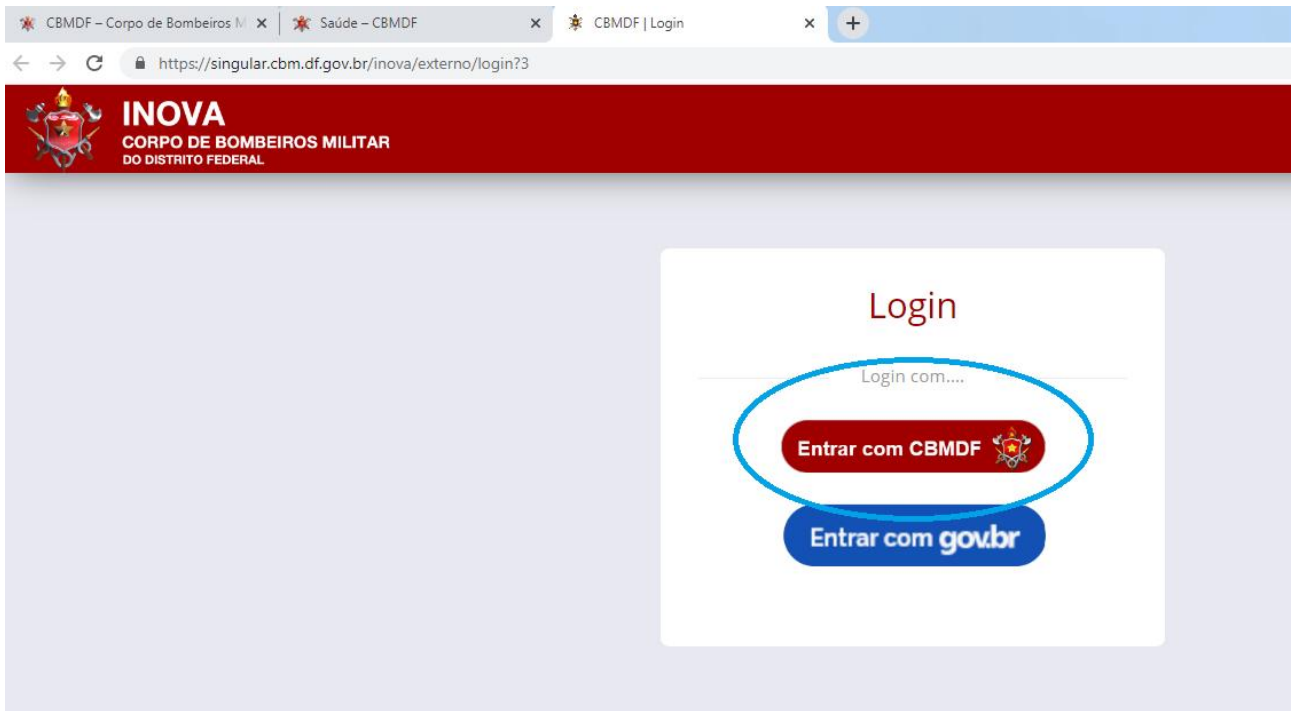 CBMDF – Corpo de Bombeiros M
Saúde – CBMDF
CBMDF | Login
https://singular.cbm.df.gov.br/inova/externo/login?3
INOVA
CORPO DE BOMBEIROS MILITAR
DO DISTRITO FEDERAL
Login
Login com....
Entrar com CBMDF
Entrar com gov.br